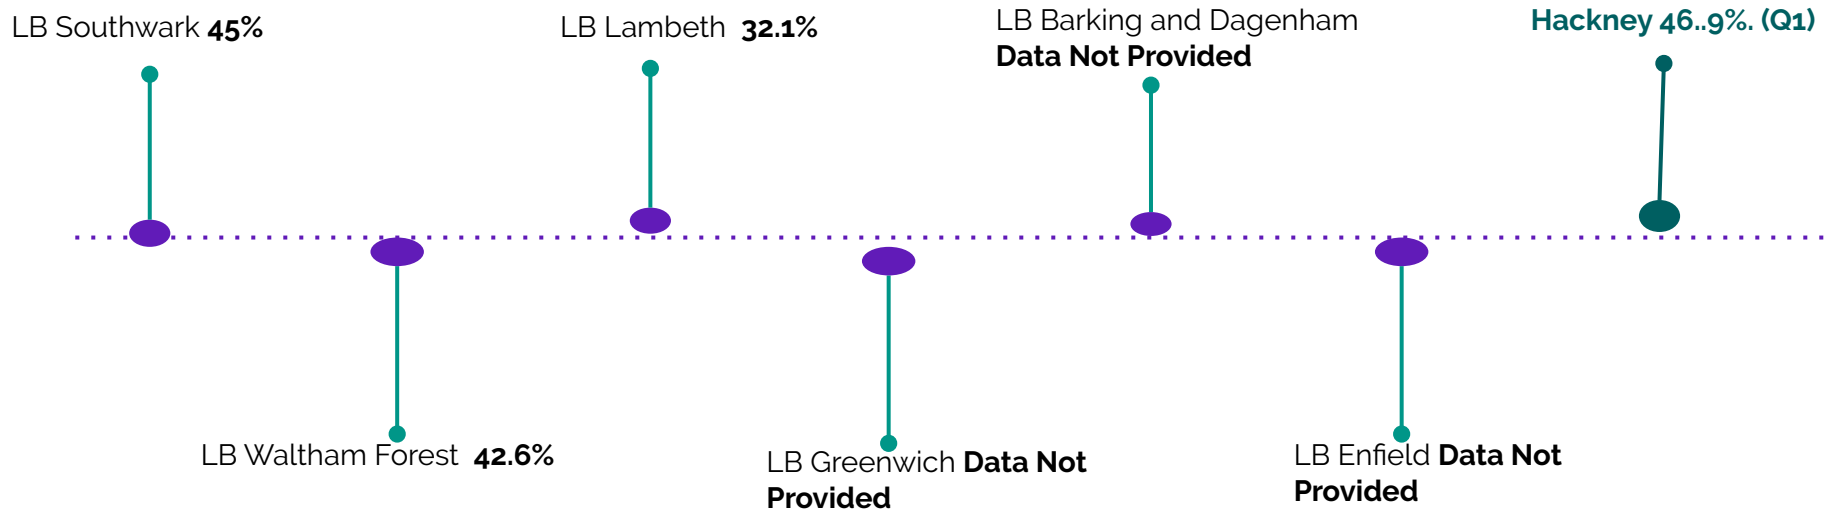 LB Southwark 45%
LB Lambeth 32.1%
LB Barking and Dagenham
Data Not Provided
Hackney 46..9%. (Q1)
LB Waltham Forest 42.6%
LB Greenwich Data Not
Provided
LB Enfield Data Not
Provided